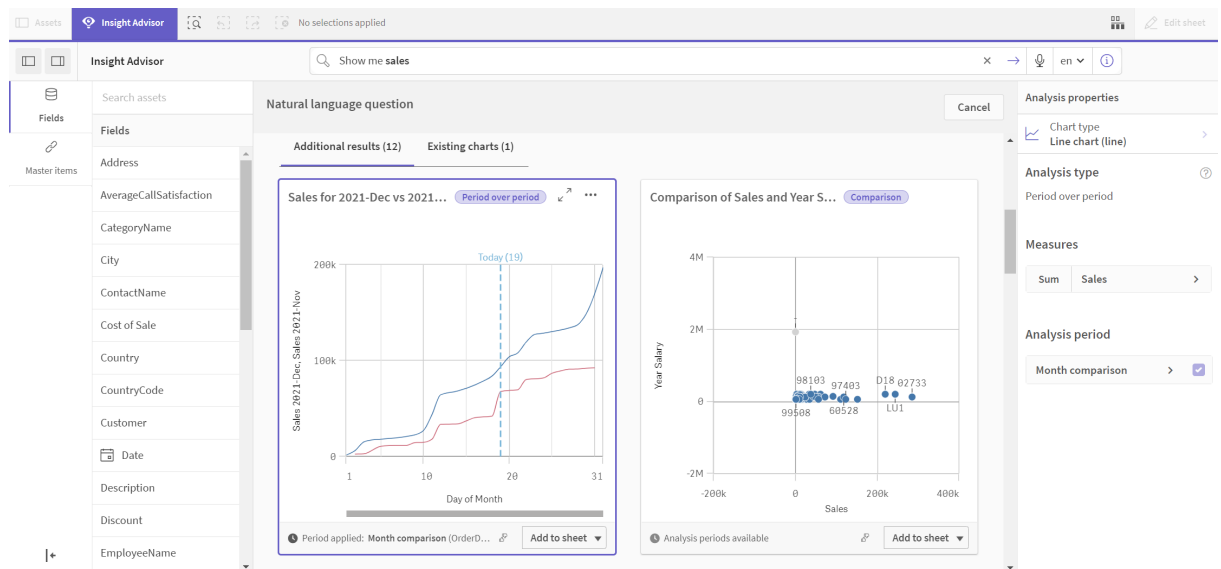 Assets
Insight Advisor
No selections applied
Edit sheet
Insight Advisor
Show me sales
en
Fields
Master items
Search assets
Fields
Address
AverageCallSatisfaction
CategoryName
City
ContactName
Cost of Sale
Country
CountryCode
Customer
Date
Description
Discount
EmployeeName
Natural language question
Cancel
Additional results (12)
Existing charts (1)
Sales for 2021-Dec vs 2021...
Period over period
Sales 2021-Dec, Sales 2021-Nov
Today (19)
200k
100k
0
1
10
20
31
Day of Month
Period applied: Month comparison (OrderD...
Add to sheet
Comparison of Sales and Year S...
Comparison
Year Salary
4M
2M
0
-2M
-
98103
97403
D18
02733
99508
60528
LU1
-200k
0
200k
400k
Sales
Analysis periods available
Add to sheet
Analysis properties
Chart type
Line chart (line)
Analysis type
Period over period
Measures
Sum
Sales
Analysis period
Month comparison